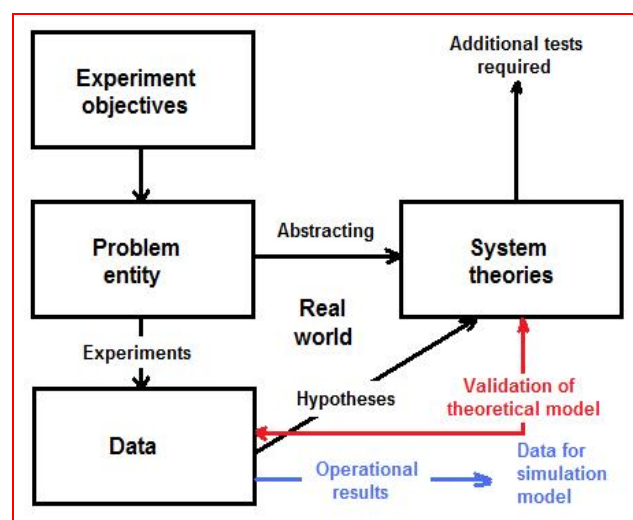 Experiment
objectives
Additional tests
required
Problem
entity
Abstracting
System
theories
Real
world
Experiments
Hypotheses
Validation of
theoretical model
Data
Operational
results
Data for
simulation
model